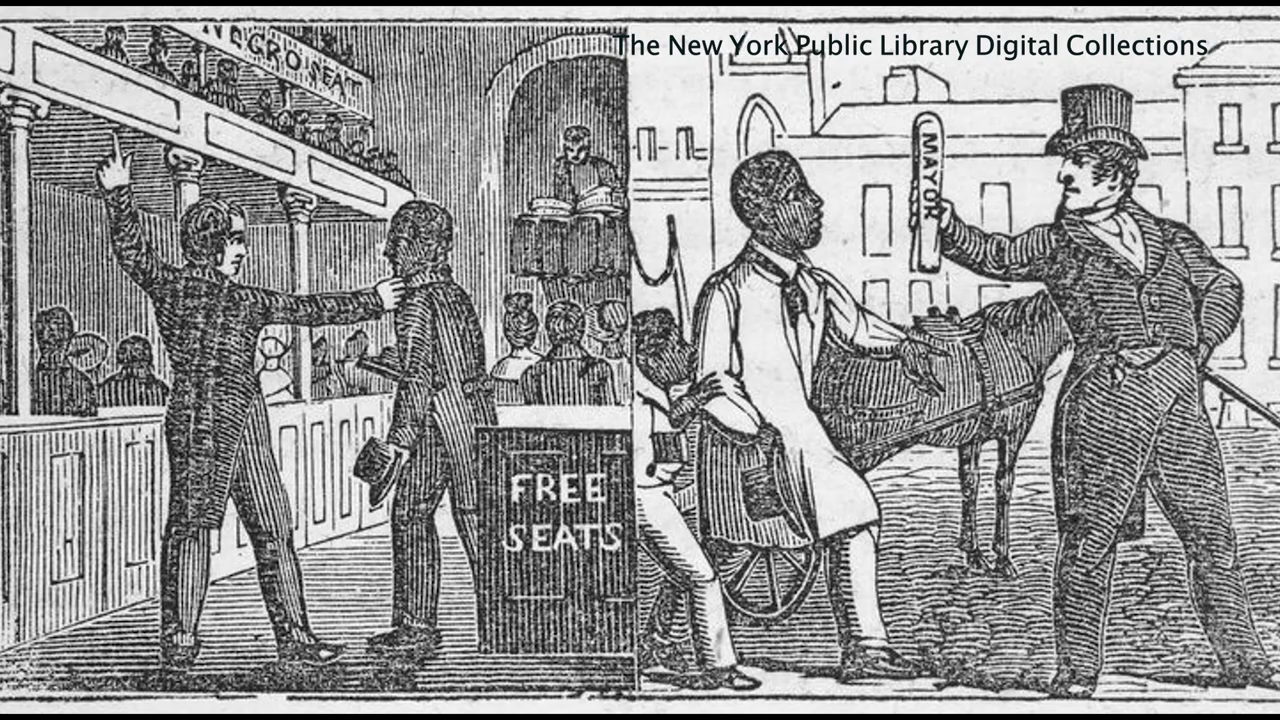 NEGRO SEAT
The New York Public Library Digital Collections
MAYOR
FREE
SEATS